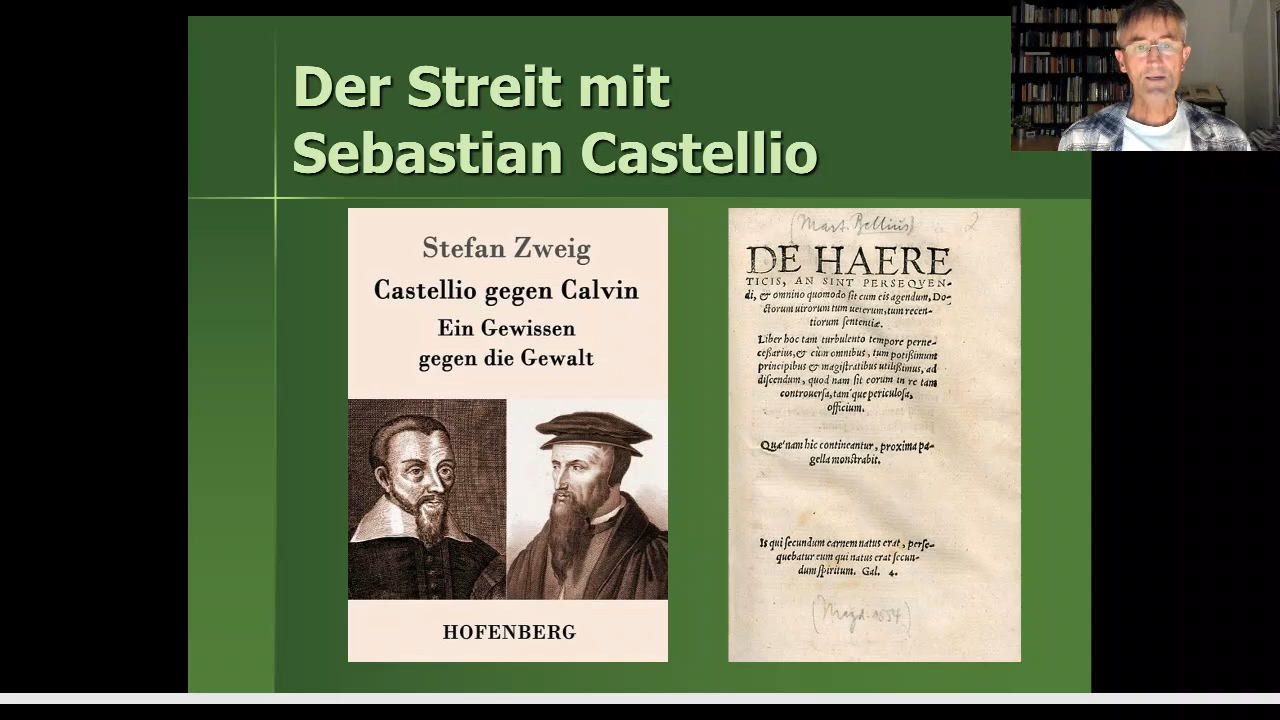 Der Streit mit
Sebastian Castellio
Stefan Zweig
Castellio gegen Calvin
Ein Gewissen
gegen die Gewalt
HOFENBERG
(Mart. Bellius)
2
DE HAERE
TICIS, AN SINT PERSEQVEN-
di, & omnino quomodo sit cum eis agendum, Do-
ctorum uirorum tum ueterum, tum recen-
tiorum sententiæ.
Liber hoc tam turbulento tempore perne-
cessarius, & cùm omnibus, tum potißimum
principibus & magistratibus utilißimus, ad
discendum, quod nam sit eorum in re tam
controuersa, tam que periculosa,
officium.
Quæ nam hic contineantur, proxima pa-
gella monstrabit.
Is qui secundum carnem natus erat, perse-
quebatur eum qui natus erat secun-
dum spiritum. Gal. 4.
(Magd. 1554)